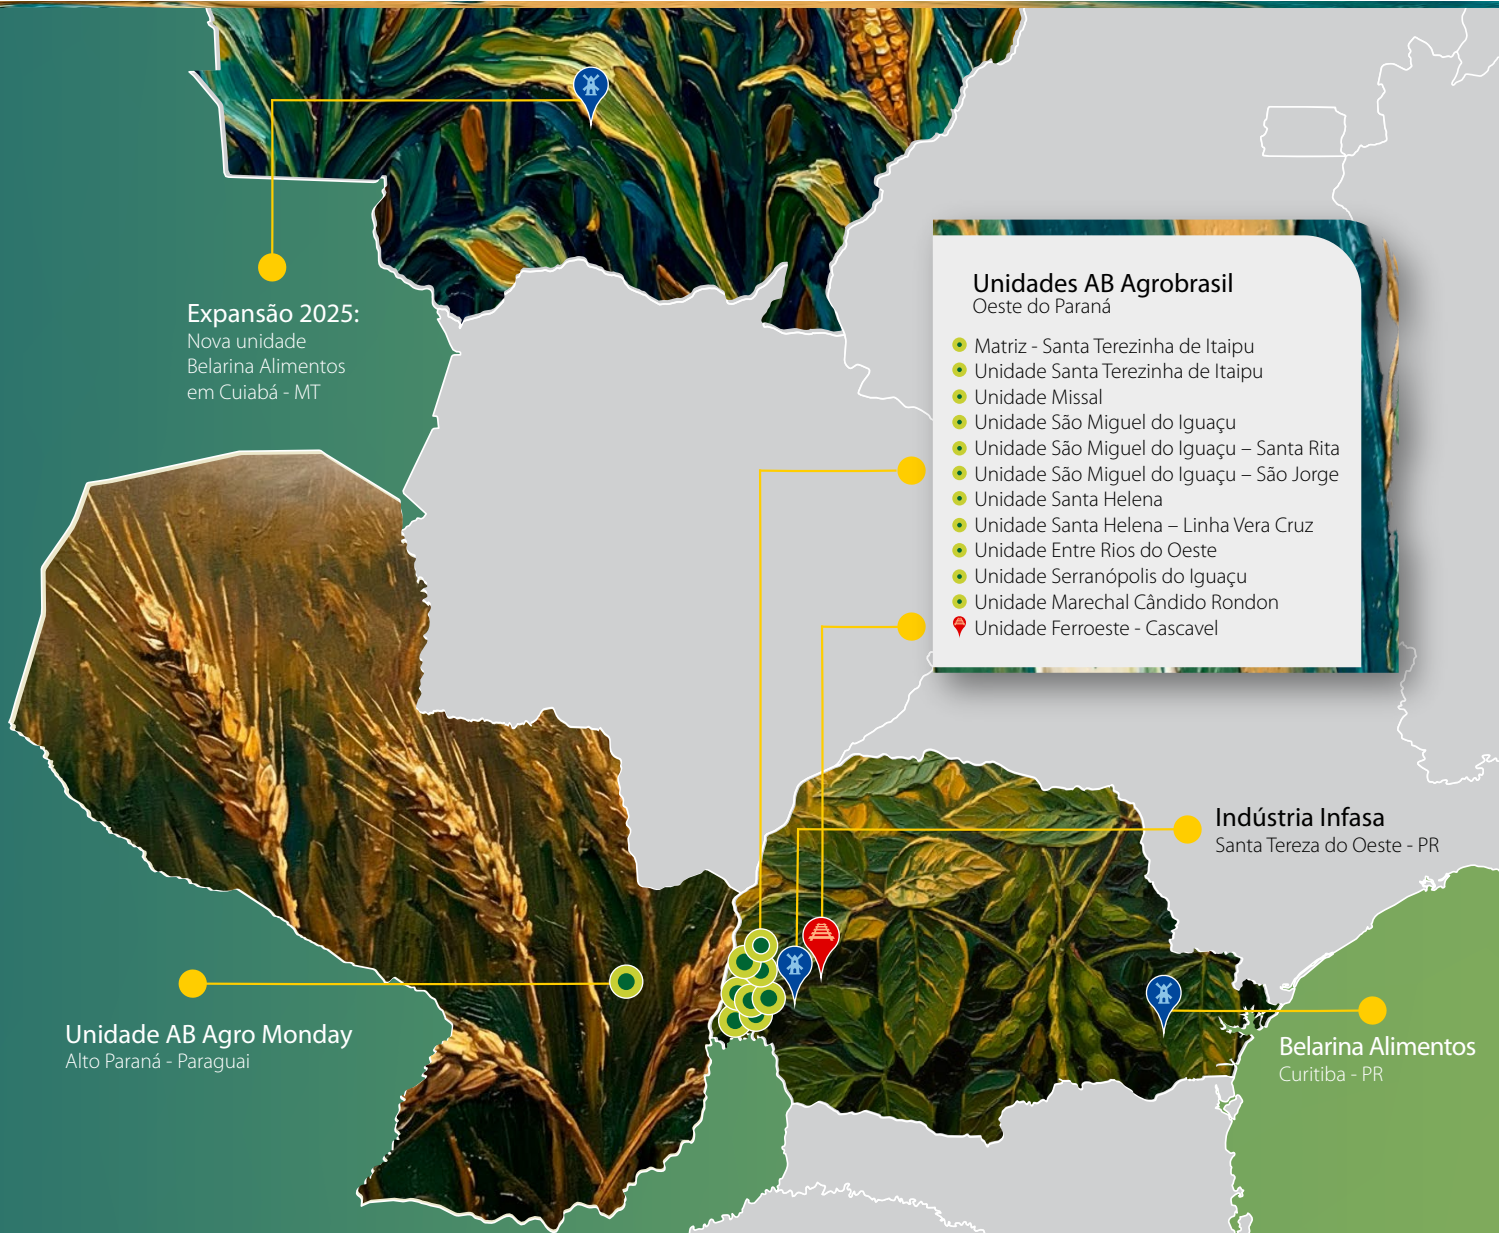 Expansão 2025:
Nova unidade
Belarina Alimentos
em Cuiabá - MT
Unidades AB Agrobrasil
Oeste do Paraná
Matriz - Santa Terezinha de Itaipu
Unidade Santa Terezinha de Itaipu
Unidade Missal
Unidade São Miguel do Iguaçu
Unidade São Miguel do Iguaçu – Santa Rita
Unidade São Miguel do Iguaçu – São Jorge
Unidade Santa Helena
Unidade Santa Helena – Linha Vera Cruz
Unidade Entre Rios do Oeste
Unidade Serranópolis do Iguaçu
Unidade Marechal Cândido Rondon
Unidade Ferroeste - Cascavel
Indústria Infasa
Santa Tereza do Oeste - PR
Unidade AB Agro Monday
Alto Paraná - Paraguai
Belarina Alimentos
Curitiba - PR